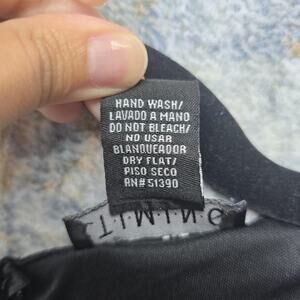 HAND WASH/
LAVADO A MANO
DO NOT BLEACH/
NO USAR
BLANQUEADOR
DRY FLAT/
PISO SECO
RN# 51390